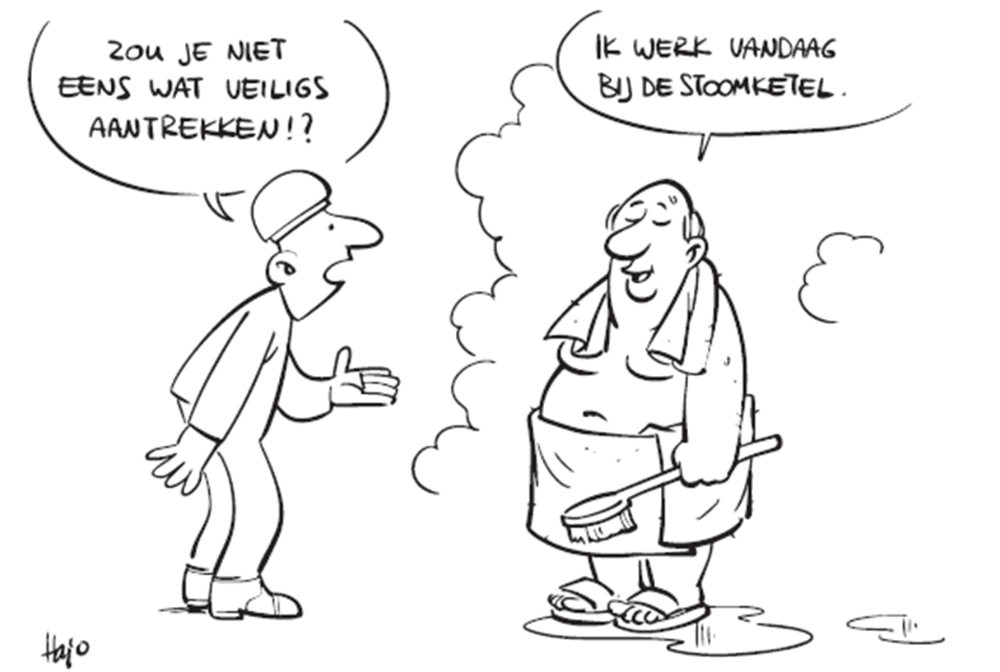 ZOU JE NIET
EENS WAT VEILIGS
AANTREKKEN!?
IK WERK VANDAAG
BIJ DE STOOMKETEL.
Hajo